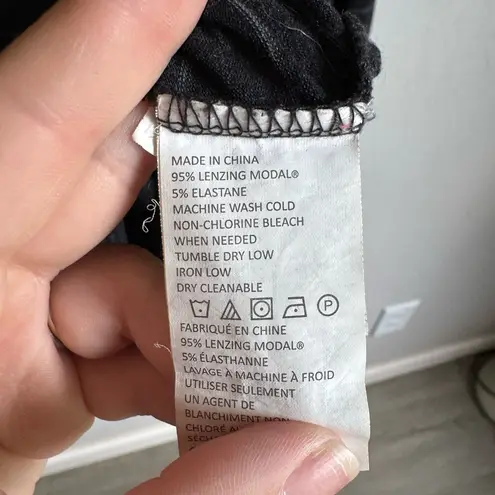 MADE IN CHINA
95% LENZING MODAL®
5% ELASTANE
MACHINE WASH COLD
NON-CHLORINE BLEACH
WHEN NEEDED
TUMBLE DRY LOW
IRON LOW
DRY CLEANABLE
P
FABRIQUÉ EN CHINE
95% LENZING MODAL®
5% ÉLASTHANNE
LAVAGE À MACHINE À FROID
UTILISER SEULEMENT
UN AGENT DE
BLANCHIMENT NON
CHLORÉ